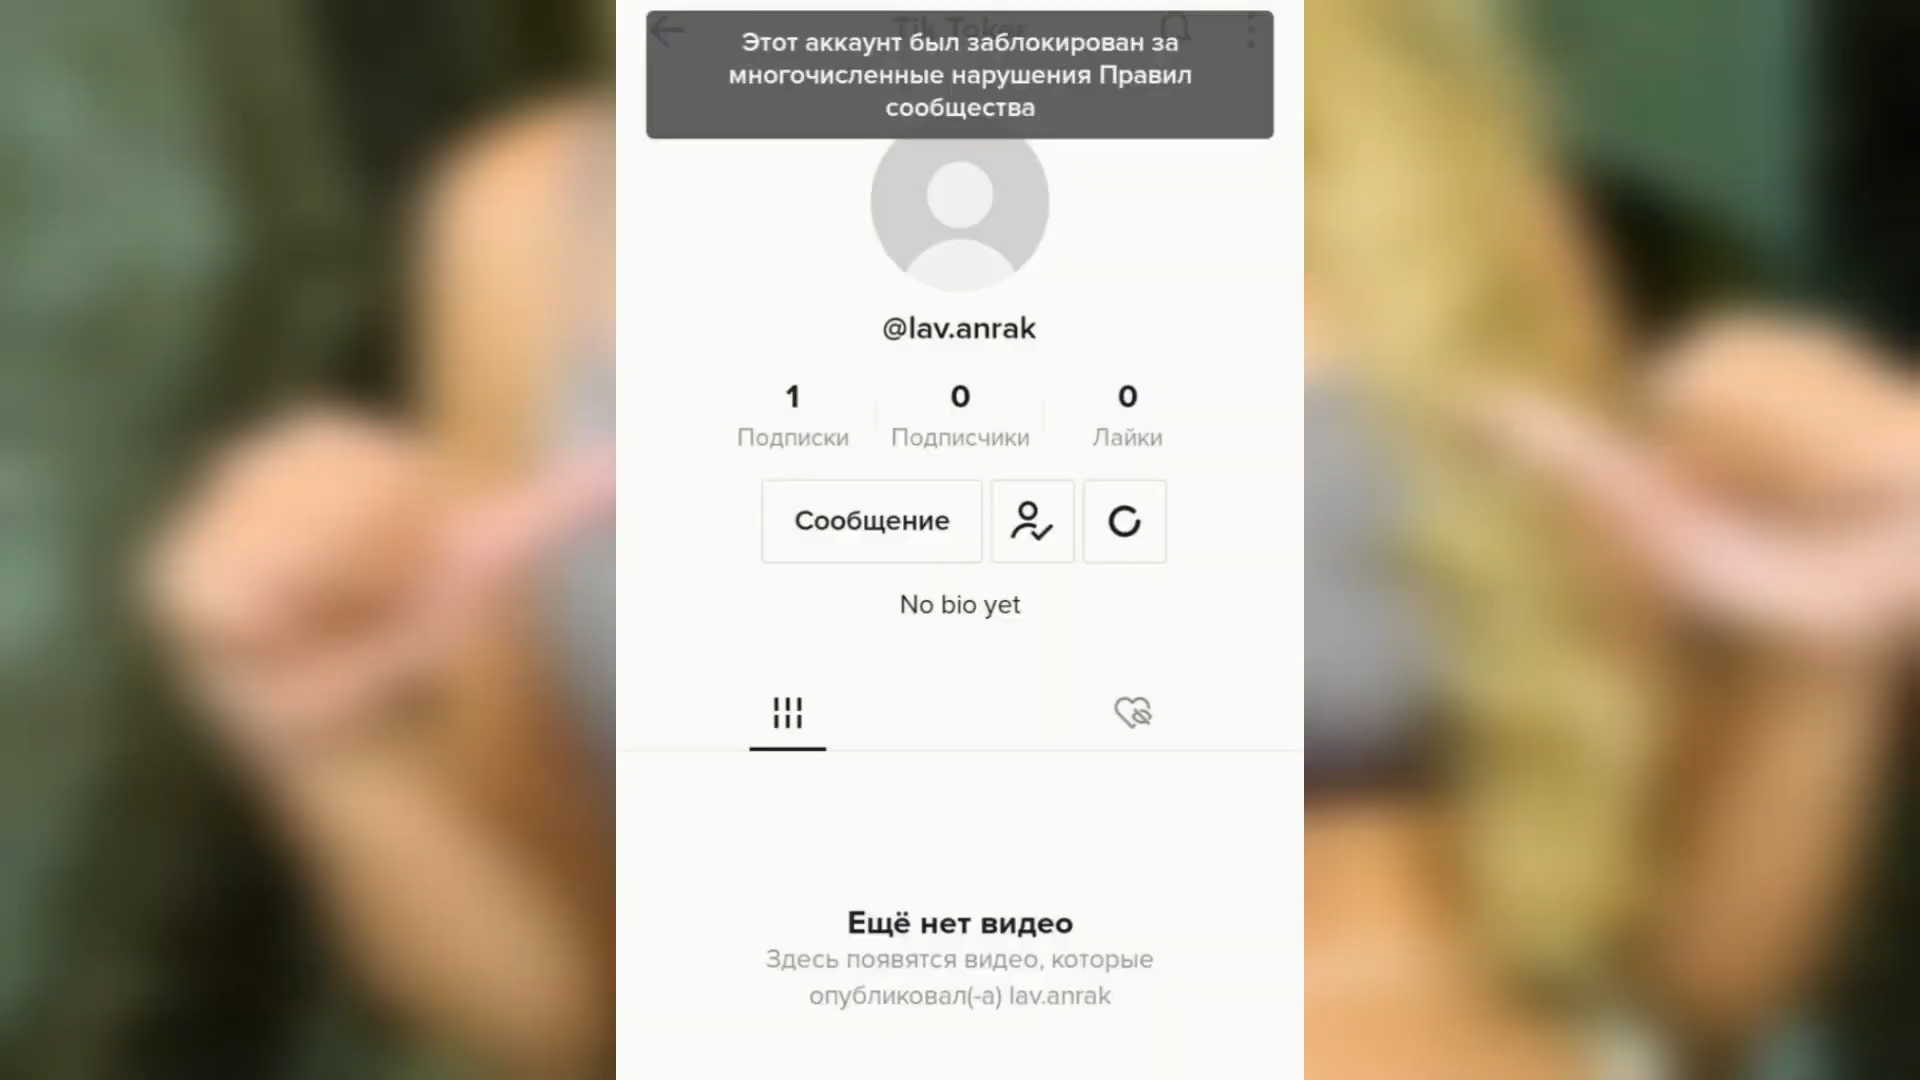 Этот аккаунт был заблокирован за
многочисленные нарушения Правил
сообщества
@lav.anrak
1
0
0
Подписки
Подписчики
Лайки
Сообщение
No bio yet
Ещё нет видео
Здесь появятся видео, которые
опубликовал(-а) lav.anrak